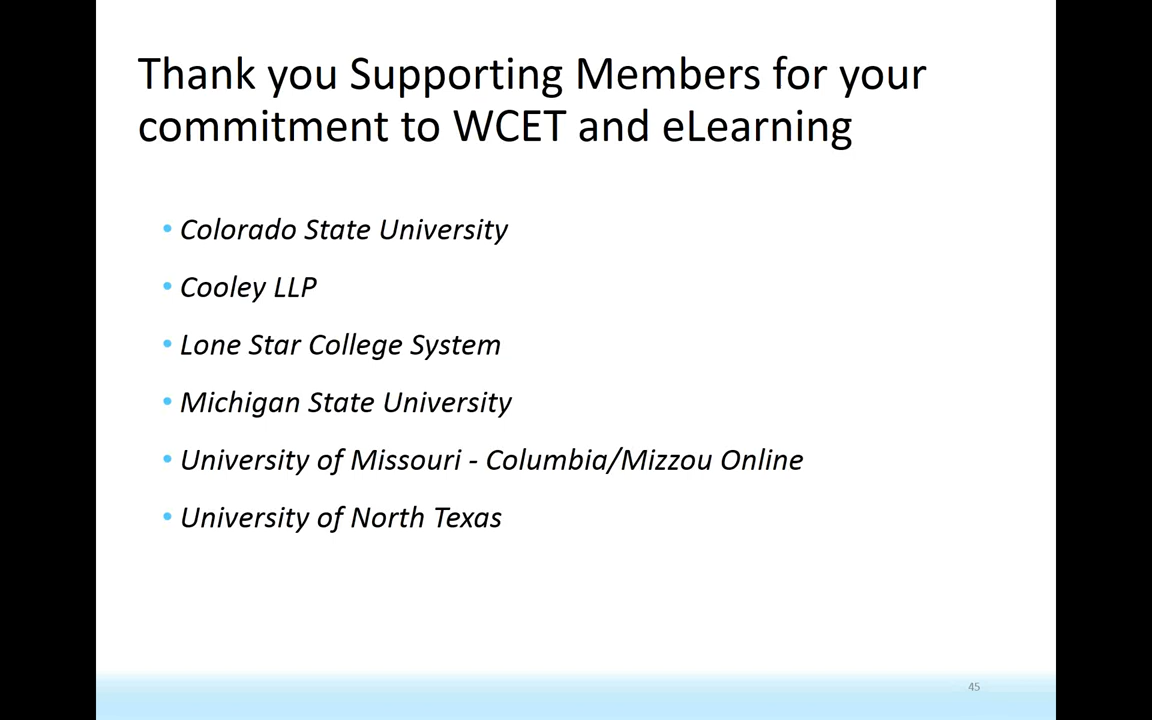 Thank you Supporting Members for your
commitment to WCET and eLearning
• Colorado State University
• Cooley LLP
• Lone Star College System
• Michigan State University
• University of Missouri - Columbia/Mizzou Online
• University of North Texas
45